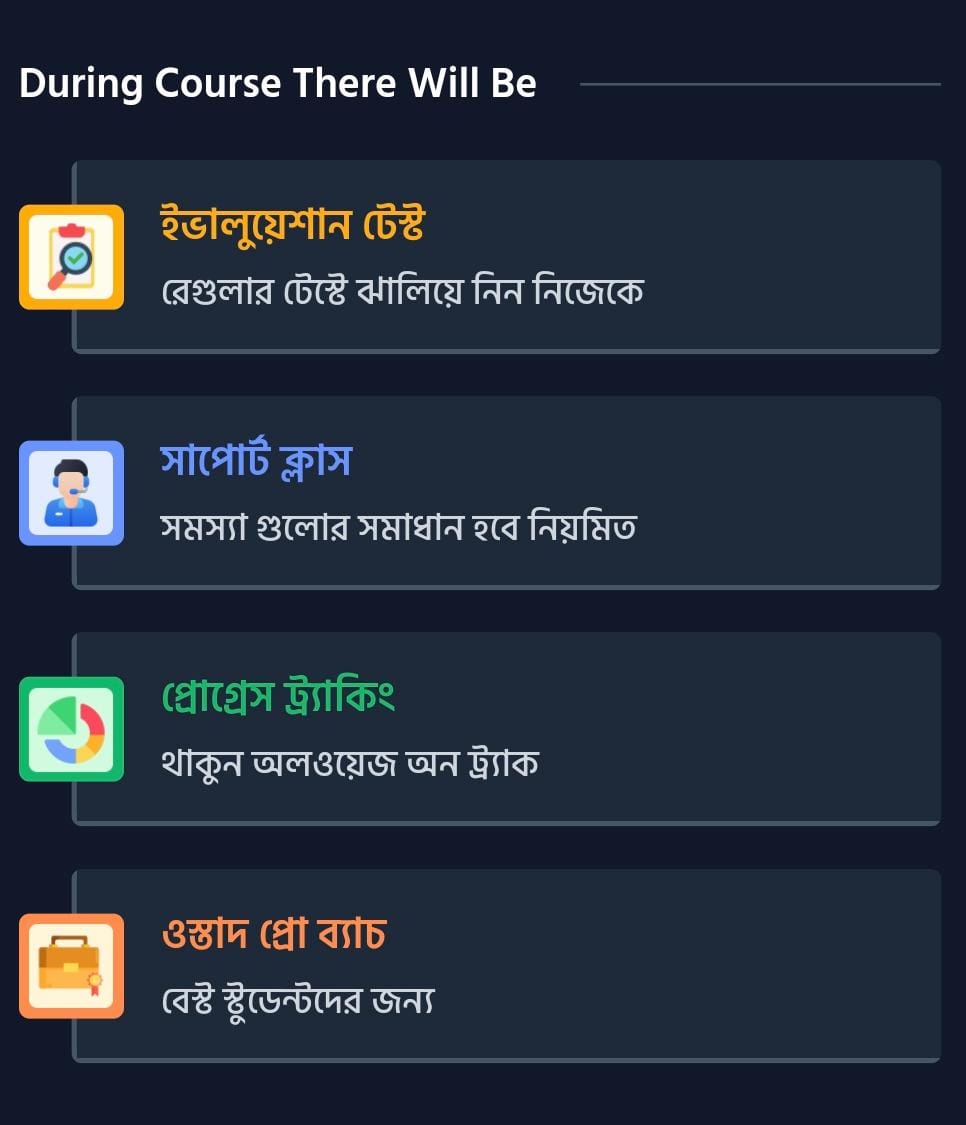 During Course There Will Be
ইভালুয়েশান টেস্ট
রেগুলার টেস্টে ঝালিয়ে নিন নিজেকে
সাপোর্ট ক্লাস
সমস্যা গুলোর সমাধান হবে নিয়মিত
প্রোগ্রেস ট্র্যাকিং
থাকুন অলওয়েজ অন ট্র্যাক
ওস্তাদ প্রো ব্যাচ
বেস্ট স্টুডেন্টদের জন্য